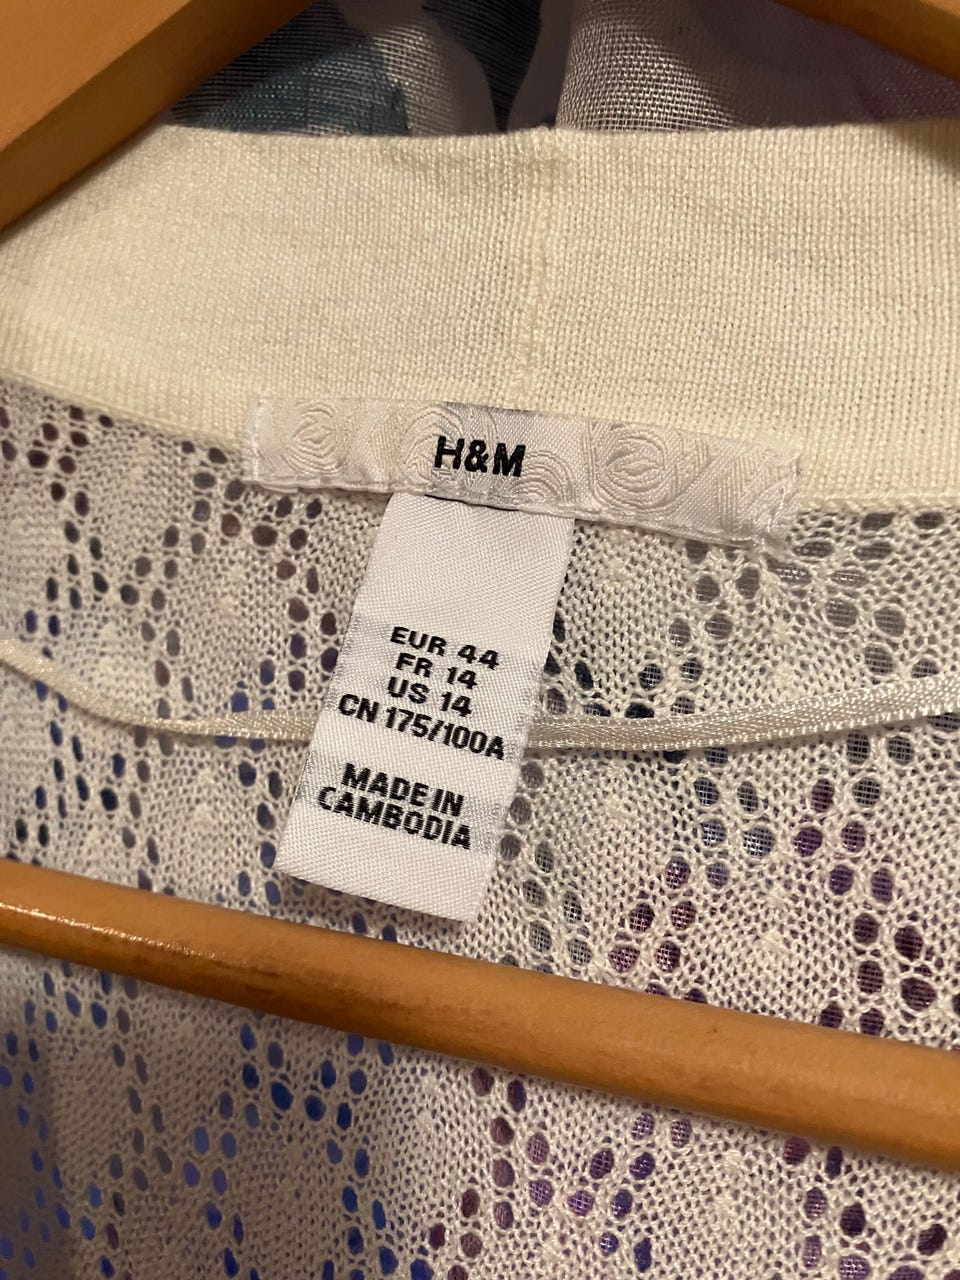 H&M
EUR 44
FR 14
US 14
CN 175/100A
MADE IN
CAMBODIA